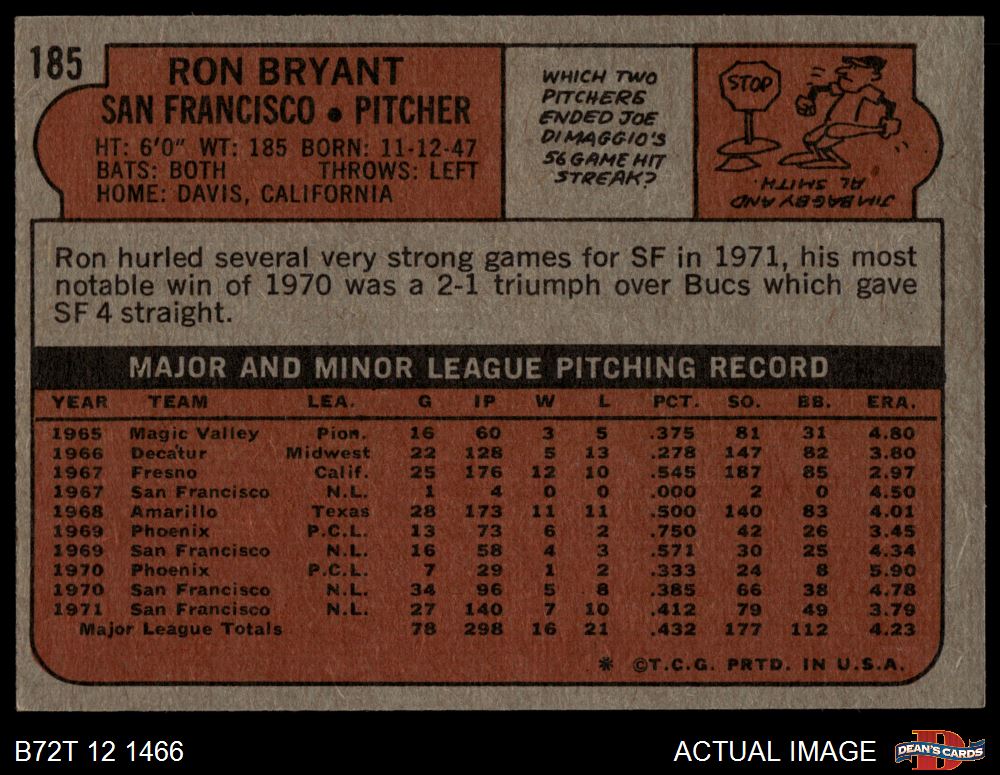 185
RON BRYANT
SAN FRANCISCO • PITCHER
HT: 6'0" WT: 185 BORN: 11-12-47
BATS: BOTH THROWS: LEFT
HOME: DAVIS, CALIFORNIA
WHICH TWO
PITCHERS
ENDED JOE
DIMAGGIO'S
56 GAME HIT
STREAK?
STOP
JIM BAGBY AND
AL SMITH.
Ron hurled several very strong games for SF in 1971, his most
notable win of 1970 was a 2-1 triumph over Bucs which gave
SF 4 straight.
MAJOR AND MINOR LEAGUE PITCHING RECORD
YEAR TEAM LEA. G IP W L PCT. SO. BB. ERA.
1965 Magic Valley Pion. 16 60 3 5 .375 81 31 4.80
1966 Decatur Midwest 22 128 5 13 .278 147 82 3.80
1967 Fresno Calif. 25 176 12 10 .545 187 85 2.97
1967 San Francisco N.L. 1 4 0 0 .000 2 0 4.50
1968 Amarillo Texas 28 173 11 11 .500 140 83 4.01
1969 Phoenix P.C.L. 13 73 6 2 .750 42 26 3.45
1969 San Francisco N.L. 16 58 4 3 .571 30 25 4.34
1970 Phoenix P.C.L. 7 29 1 2 .333 24 8 5.90
1970 San Francisco N.L. 34 96 5 8 .385 66 38 4.78
1971 San Francisco N.L. 27 140 7 10 .412 79 49 3.79
Major League Totals 78 298 16 21 .432 177 112 4.23
* ©T.C.G. PRTD. IN U.S.A.
B72T 12 1466
ACTUAL IMAGE
DEAN'S CARDS